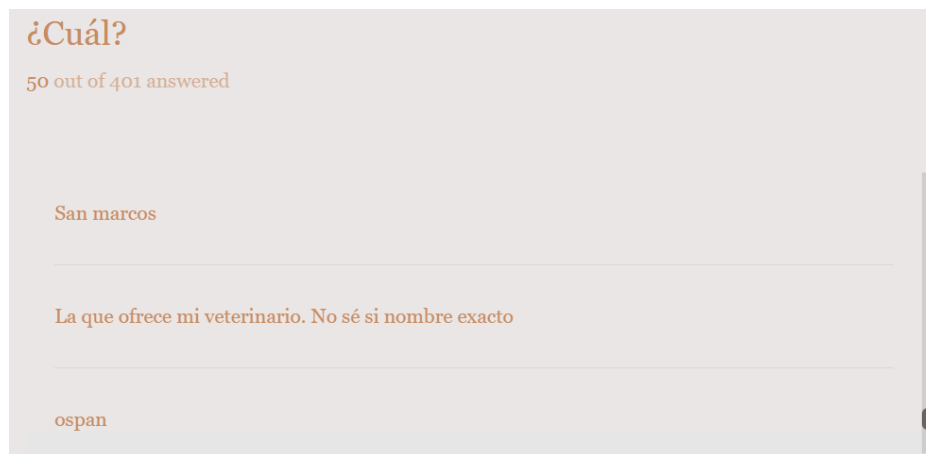 ¿Cuál?
50 out of 401 answered
San marcos
La que ofrece mi veterinario. No sé si nombre exacto
ospan